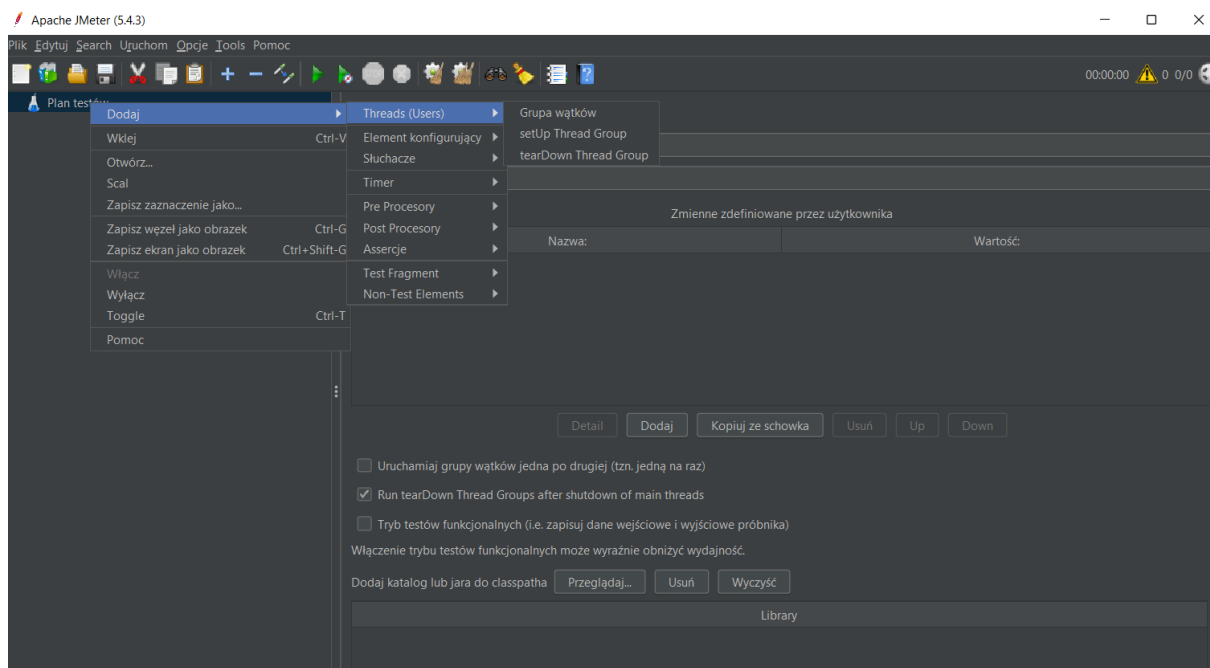 Apache JMeter (5.4.3)
Plik Edytuj Search Uruchom Opcje Tools Pomoc
00:00:00 0 0/0
Plan testów
Dodaj
Wklej Ctrl-V
Otwórz...
Scal
Zapisz zaznaczenie jako...
Zapisz węzeł jako obrazek Ctrl-G
Zapisz ekran jako obrazek Ctrl+Shift-G
Włącz
Wyłącz
Toggle Ctrl-T
Pomoc
Threads (Users)
Element konfigurujący
Słuchacze
Timer
Pre Procesory
Post Procesory
Assercje
Test Fragment
Non-Test Elements
Grupa wątków
setUp Thread Group
tearDown Thread Group
Zmienne zdefiniowane przez użytkownika
Nazwa: Wartość:
Detail Dodaj Kopiuj ze schowka Usuń Up Down
Uruchamiaj grupy wątków jedna po drugiej (tzn. jedną na raz)
Run tearDown Thread Groups after shutdown of main threads
Tryb testów funkcjonalnych (i.e. zapisuj dane wejściowe i wyjściowe próbnika)
Włączenie trybu testów funkcjonalnych może wyraźnie obniżyć wydajność.
Dodaj katalog lub jara do classpatha Przeglądaj... Usuń Wyczyść
Library